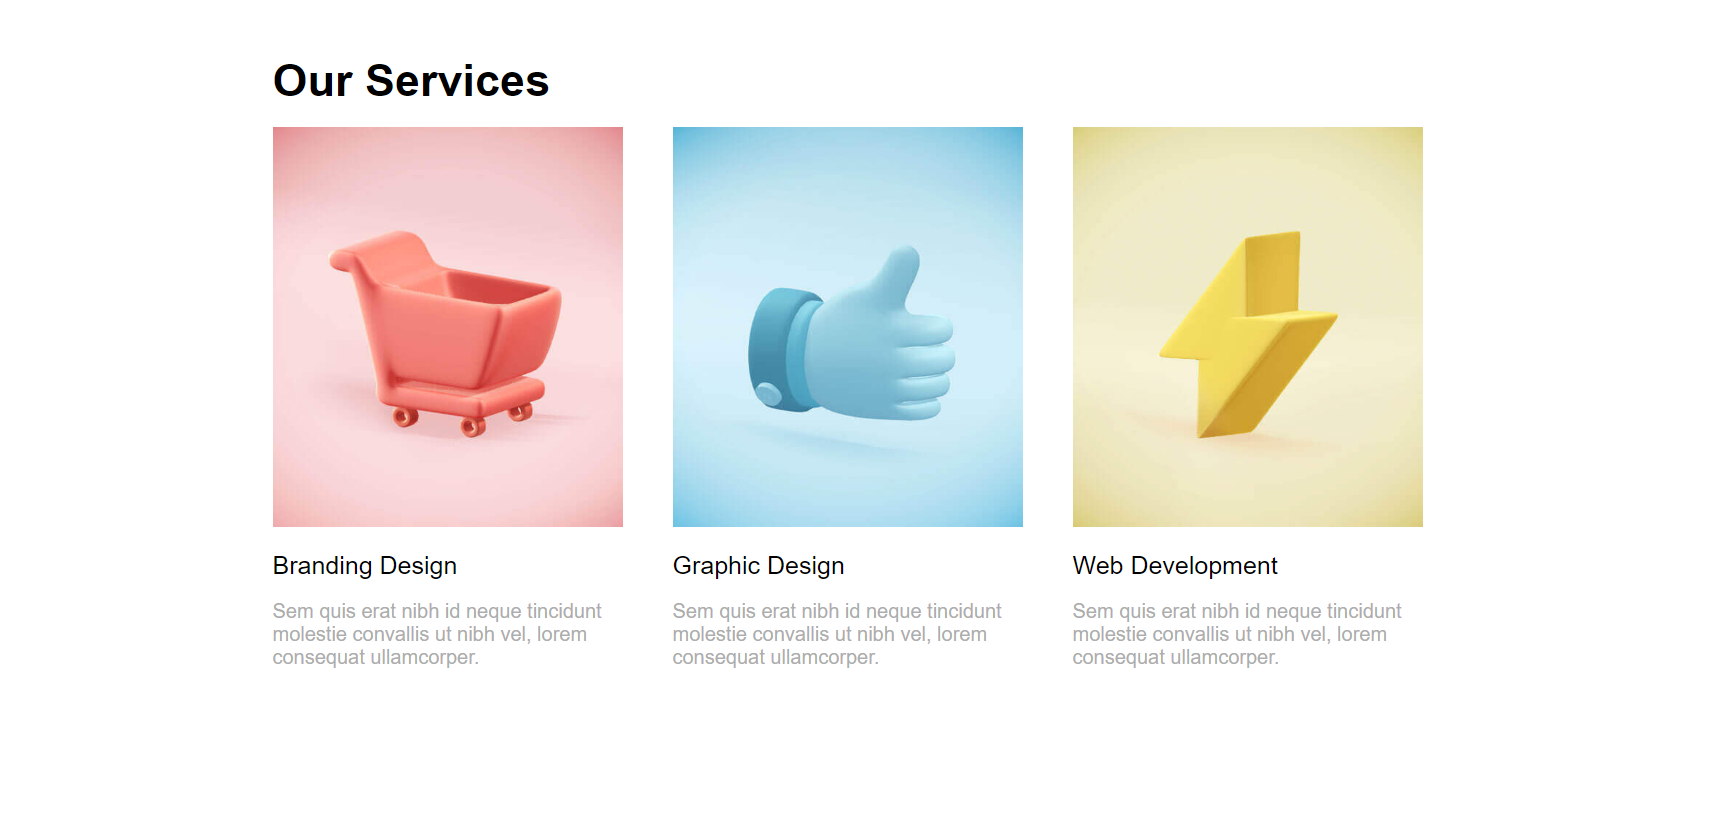 Our Services
Branding Design
Sem quis erat nibh id neque tincidunt
molestie convallis ut nibh vel, lorem
consequat ullamcorper.
Graphic Design
Sem quis erat nibh id neque tincidunt
molestie convallis ut nibh vel, lorem
consequat ullamcorper.
Web Development
Sem quis erat nibh id neque tincidunt
molestie convallis ut nibh vel, lorem
consequat ullamcorper.